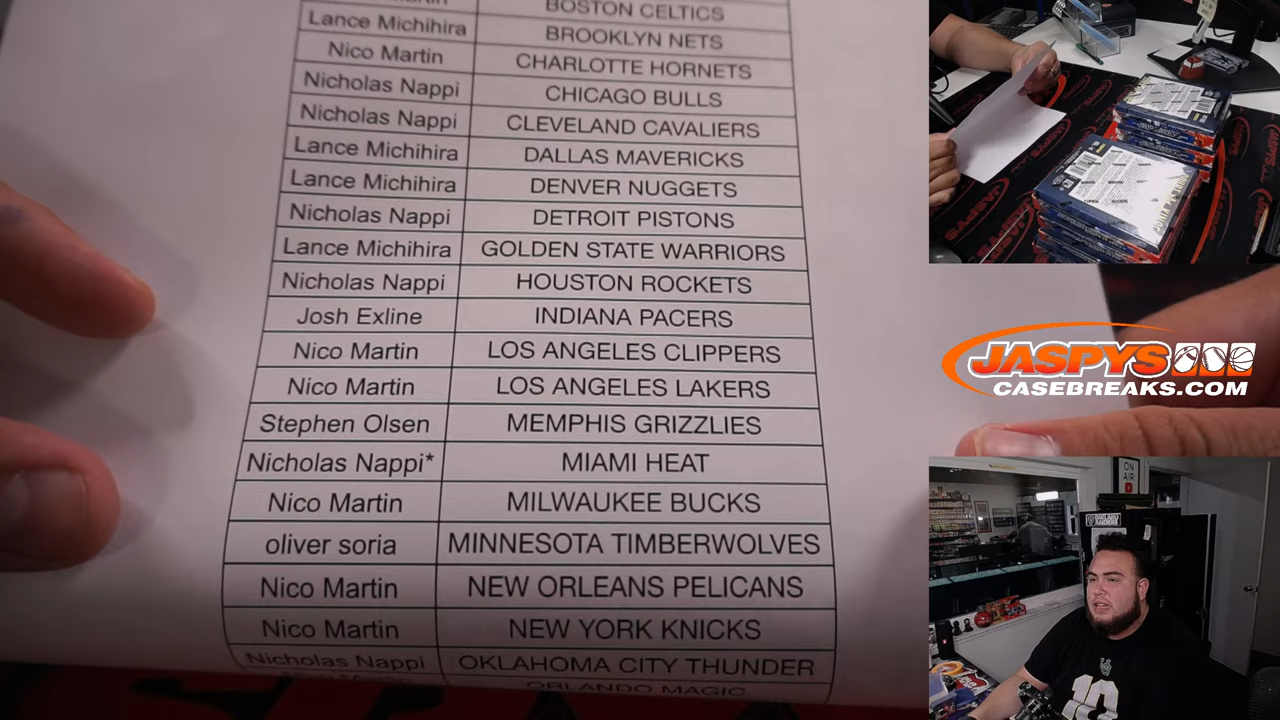 BOSTON CELTICS
Lance Michihira BROOKLYN NETS
Nico Martin CHARLOTTE HORNETS
Nicholas Nappi CHICAGO BULLS
Nicholas Nappi CLEVELAND CAVALIERS
Lance Michihira DALLAS MAVERICKS
Lance Michihira DENVER NUGGETS
Nicholas Nappi DETROIT PISTONS
Lance Michihira GOLDEN STATE WARRIORS
Nicholas Nappi HOUSTON ROCKETS
Josh Exline INDIANA PACERS
Nico Martin LOS ANGELES CLIPPERS
Nico Martin LOS ANGELES LAKERS
Stephen Olsen MEMPHIS GRIZZLIES
Nicholas Nappi* MIAMI HEAT
Nico Martin MILWAUKEE BUCKS
oliver soria MINNESOTA TIMBERWOLVES
Nico Martin NEW ORLEANS PELICANS
Nico Martin NEW YORK KNICKS
Nicholas Nappi OKLAHOMA CITY THUNDER
ORLANDO MAGIC
JASPYS
JASPYS
CASEBREAKS.COM
ON
AIR
10